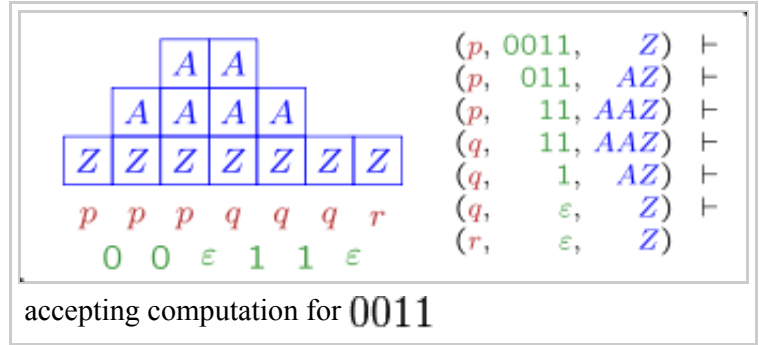 A A
A A A A
Z Z Z Z Z Z Z
p p p q q q r
0 0 ε 1 1 ε
(p, 0011, Z) ⊢
(p, 011, AZ) ⊢
(p, 11, AAZ) ⊢
(q, 11, AAZ) ⊢
(q, 1, AZ) ⊢
(q, ε, Z) ⊢
(r, ε, Z)
accepting computation for 0011